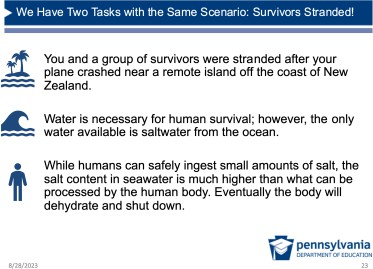 We Have Two Tasks with the Same Scenario: Survivors Stranded!
You and a group of survivors were stranded after your
plane crashed near a remote island off the coast of New
Zealand.
Water is necessary for human survival; however, the only
water available is saltwater from the ocean.
While humans can safely ingest small amounts of salt, the
salt content in seawater is much higher than what can be
processed by the human body. Eventually the body will
dehydrate and shut down.
pennsylvania
DEPARTMENT OF EDUCATION
8/28/2023
23